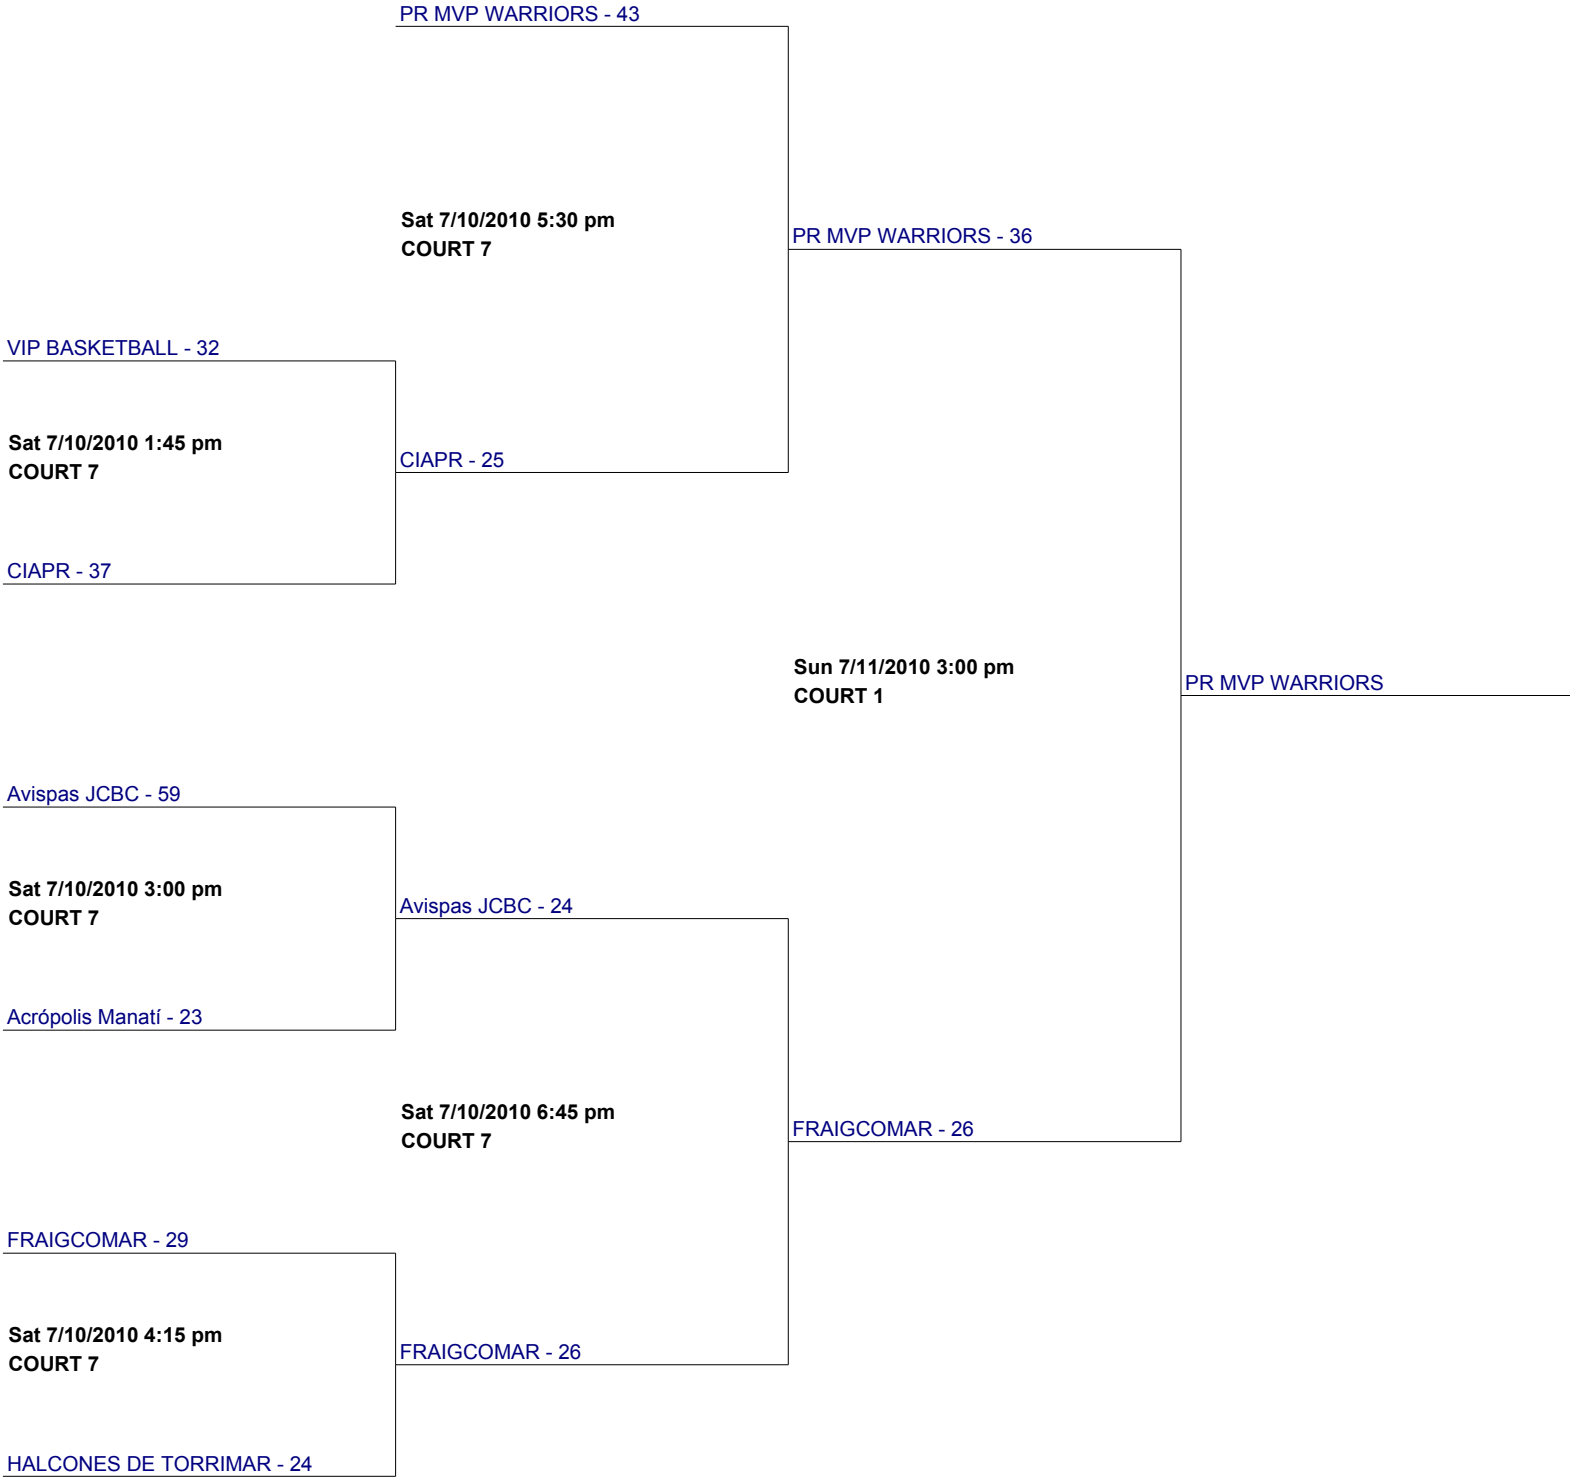 PR MVP WARRIORS - 43
Sat 7/10/2010 5:30 pm
COURT 7
PR MVP WARRIORS - 36
VIP BASKETBALL - 32
Sat 7/10/2010 1:45 pm
COURT 7
CIAPR - 25
CIAPR - 37
Sun 7/11/2010 3:00 pm
COURT 1
PR MVP WARRIORS
Avispas JCBC - 59
Sat 7/10/2010 3:00 pm
COURT 7
Avispas JCBC - 24
Acrópolis Manatí - 23
Sat 7/10/2010 6:45 pm
COURT 7
FRAIGCOMAR - 26
FRAIGCOMAR - 29
Sat 7/10/2010 4:15 pm
COURT 7
FRAIGCOMAR - 26
HALCONES DE TORRIMAR - 24